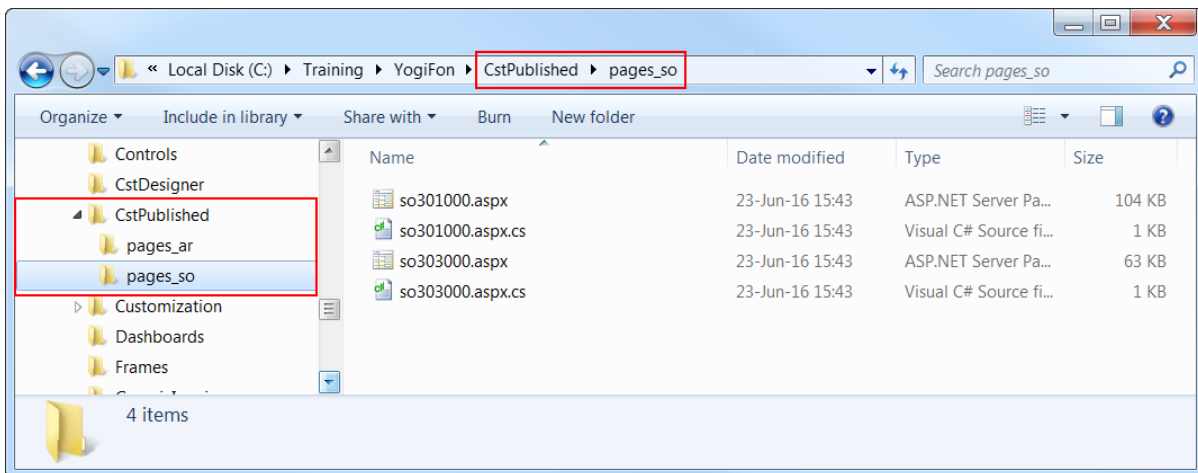 « Local Disk (C:) ▸ Training ▸ YogiFon ▸ CstPublished ▸ pages_so Search pages_so
Organize Include in library Share with Burn New folder
Controls
CstDesigner
CstPublished
pages_ar
pages_so
Customization
Dashboards
Frames
Name Date modified Type Size
so301000.aspx 23-Jun-16 15:43 ASP.NET Server Pa... 104 KB
so301000.aspx.cs 23-Jun-16 15:43 Visual C# Source fi... 1 KB
so303000.aspx 23-Jun-16 15:43 ASP.NET Server Pa... 63 KB
so303000.aspx.cs 23-Jun-16 15:43 Visual C# Source fi... 1 KB
4 items